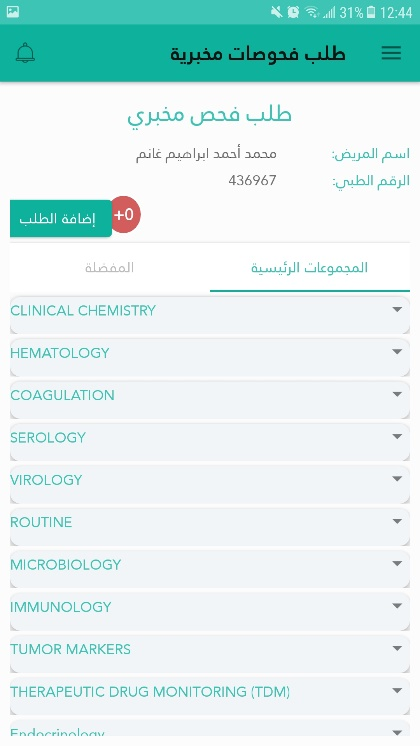 31% 12:44
طلب فحوصات مخبرية
طلب فحص مخبري
اسم المريض: محمد أحمد ابراهيم غانم
الرقم الطبي: 436967
+0 إضافة الطلب
المجموعات الرئيسية المفضلة
CLINICAL CHEMISTRY
HEMATOLOGY
COAGULATION
SEROLOGY
VIROLOGY
ROUTINE
MICROBIOLOGY
IMMUNOLOGY
TUMOR MARKERS
THERAPEUTIC DRUG MONITORING (TDM)
Endocrinology